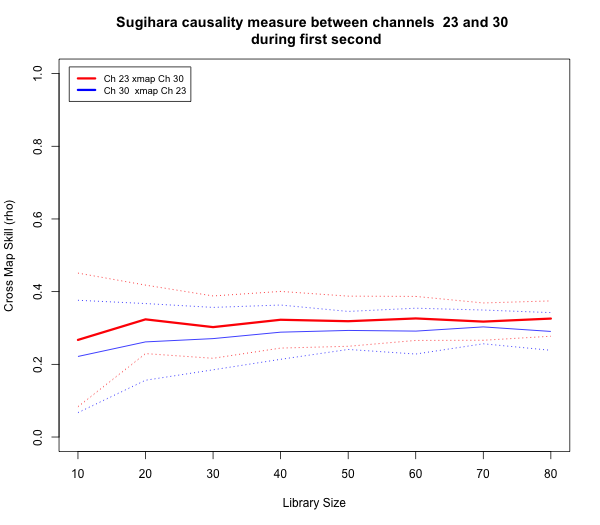 Sugihara causality measure between channels  23 and 30
during first second
Ch 23 xmap Ch 30
Ch 30  xmap Ch 23
Cross Map Skill (rho)
1.0
0.8
0.6
0.4
0.2
0.0
10 20 30 40 50 60 70 80
Library Size